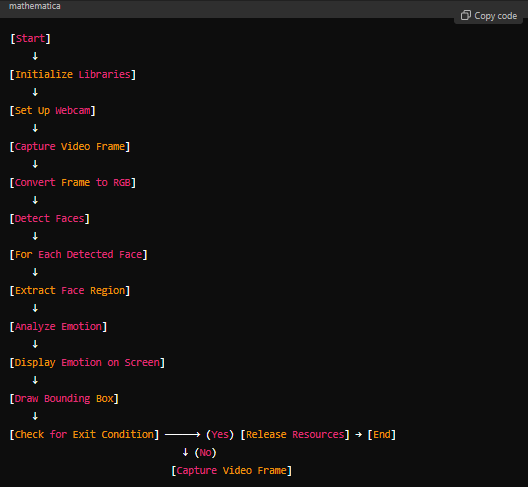 mathematica
Copy code
[Start]
↓
[Initialize Libraries]
↓
[Set Up Webcam]
↓
[Capture Video Frame]
↓
[Convert Frame to RGB]
↓
[Detect Faces]
↓
[For Each Detected Face]
↓
[Extract Face Region]
↓
[Analyze Emotion]
↓
[Display Emotion on Screen]
↓
[Draw Bounding Box]
↓
[Check for Exit Condition] ────→ (Yes) [Release Resources] → [End]
↓ (No)
[Capture Video Frame]